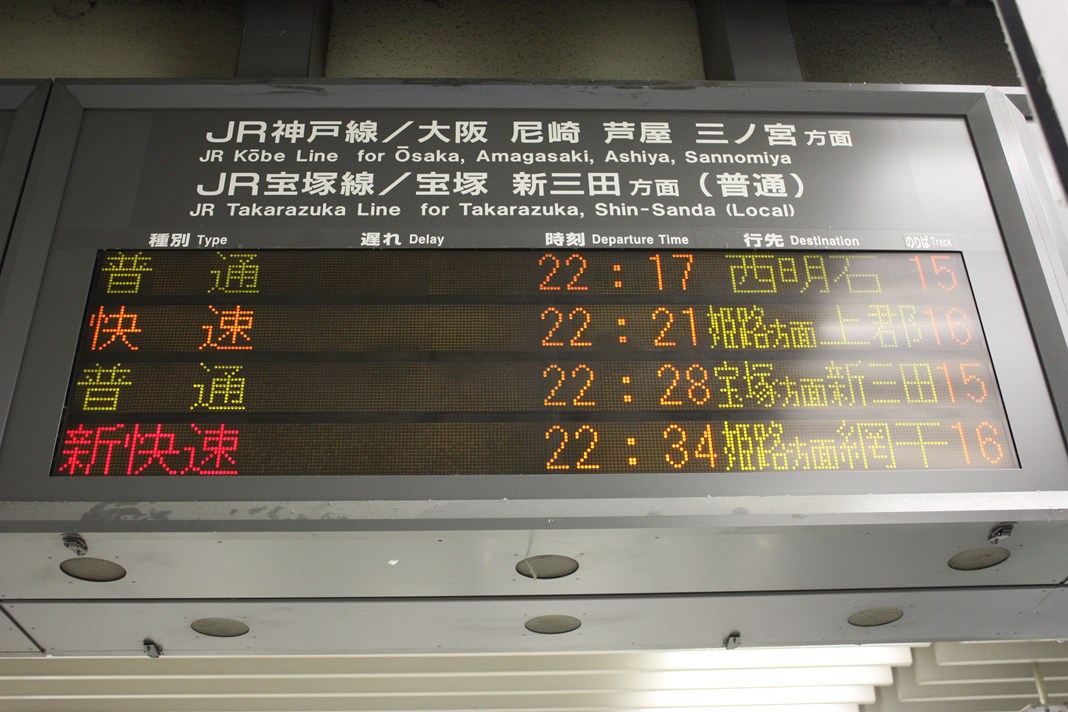 JR神戸線／大阪 尼崎 芦屋 三ノ宮 方面
JR Kōbe Line for Ōsaka, Amagasaki, Ashiya, Sannomiya
JR宝塚線／宝塚 新三田 方面（普通）
JR Takarazuka Line for Takarazuka, Shin-Sanda (Local)
種別 Type 遅れ Delay 時刻 Departure Time 行先 Destination のりば Track
普通 22:17 西明石 15
快速 22:21 姫路方面上郡 16
普通 22:28 宝塚方面新三田 15
新快速 22:34 姫路方面網干 16